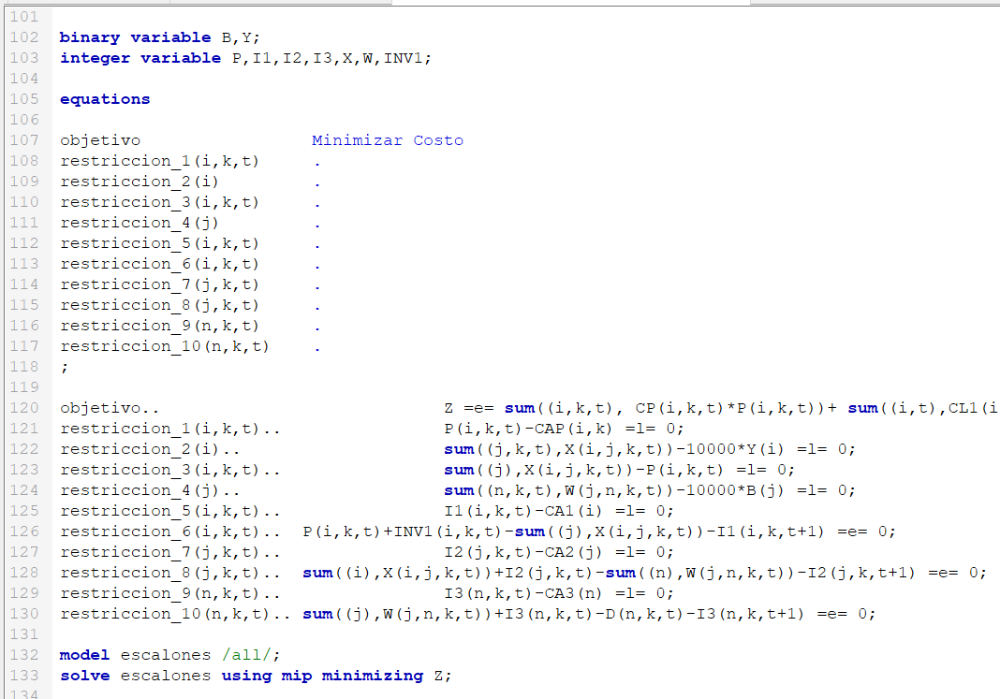 101
102 binary variable B,Y;
103 integer variable P,I1,I2,I3,X,W,INV1;
104
105 equations
106
107 objetivo Minimizar Costo
108 restriccion_1(i,k,t) .
109 restriccion_2(i) .
110 restriccion_3(i,k,t) .
111 restriccion_4(j) .
112 restriccion_5(i,k,t) .
113 restriccion_6(i,k,t) .
114 restriccion_7(j,k,t) .
115 restriccion_8(j,k,t) .
116 restriccion_9(n,k,t) .
117 restriccion_10(n,k,t) .
118 ;
119
120 objetivo.. Z =e= sum((i,k,t), CP(i,k,t)*P(i,k,t))+ sum((i,t),CL1(i
121 restriccion_1(i,k,t).. P(i,k,t)-CAP(i,k) =l= 0;
122 restriccion_2(i).. sum((j,k,t),X(i,j,k,t))-10000*Y(i) =l= 0;
123 restriccion_3(i,k,t).. sum((j),X(i,j,k,t))-P(i,k,t) =l= 0;
124 restriccion_4(j).. sum((n,k,t),W(j,n,k,t))-10000*B(j) =l= 0;
125 restriccion_5(i,k,t).. I1(i,k,t)-CA1(i) =l= 0;
126 restriccion_6(i,k,t).. P(i,k,t)+INV1(i,k,t)-sum((j),X(i,j,k,t))-I1(i,k,t+1) =e= 0;
127 restriccion_7(j,k,t).. I2(j,k,t)-CA2(j) =l= 0;
128 restriccion_8(j,k,t).. sum((i),X(i,j,k,t))+I2(j,k,t)-sum((n),W(j,n,k,t))-I2(j,k,t+1) =e= 0;
129 restriccion_9(n,k,t).. I3(n,k,t)-CA3(n) =l= 0;
130 restriccion_10(n,k,t).. sum((j),W(j,n,k,t))+I3(n,k,t)-D(n,k,t)-I3(n,k,t+1) =e= 0;
131
132 model escalones /all/;
133 solve escalones using mip minimizing Z;
134